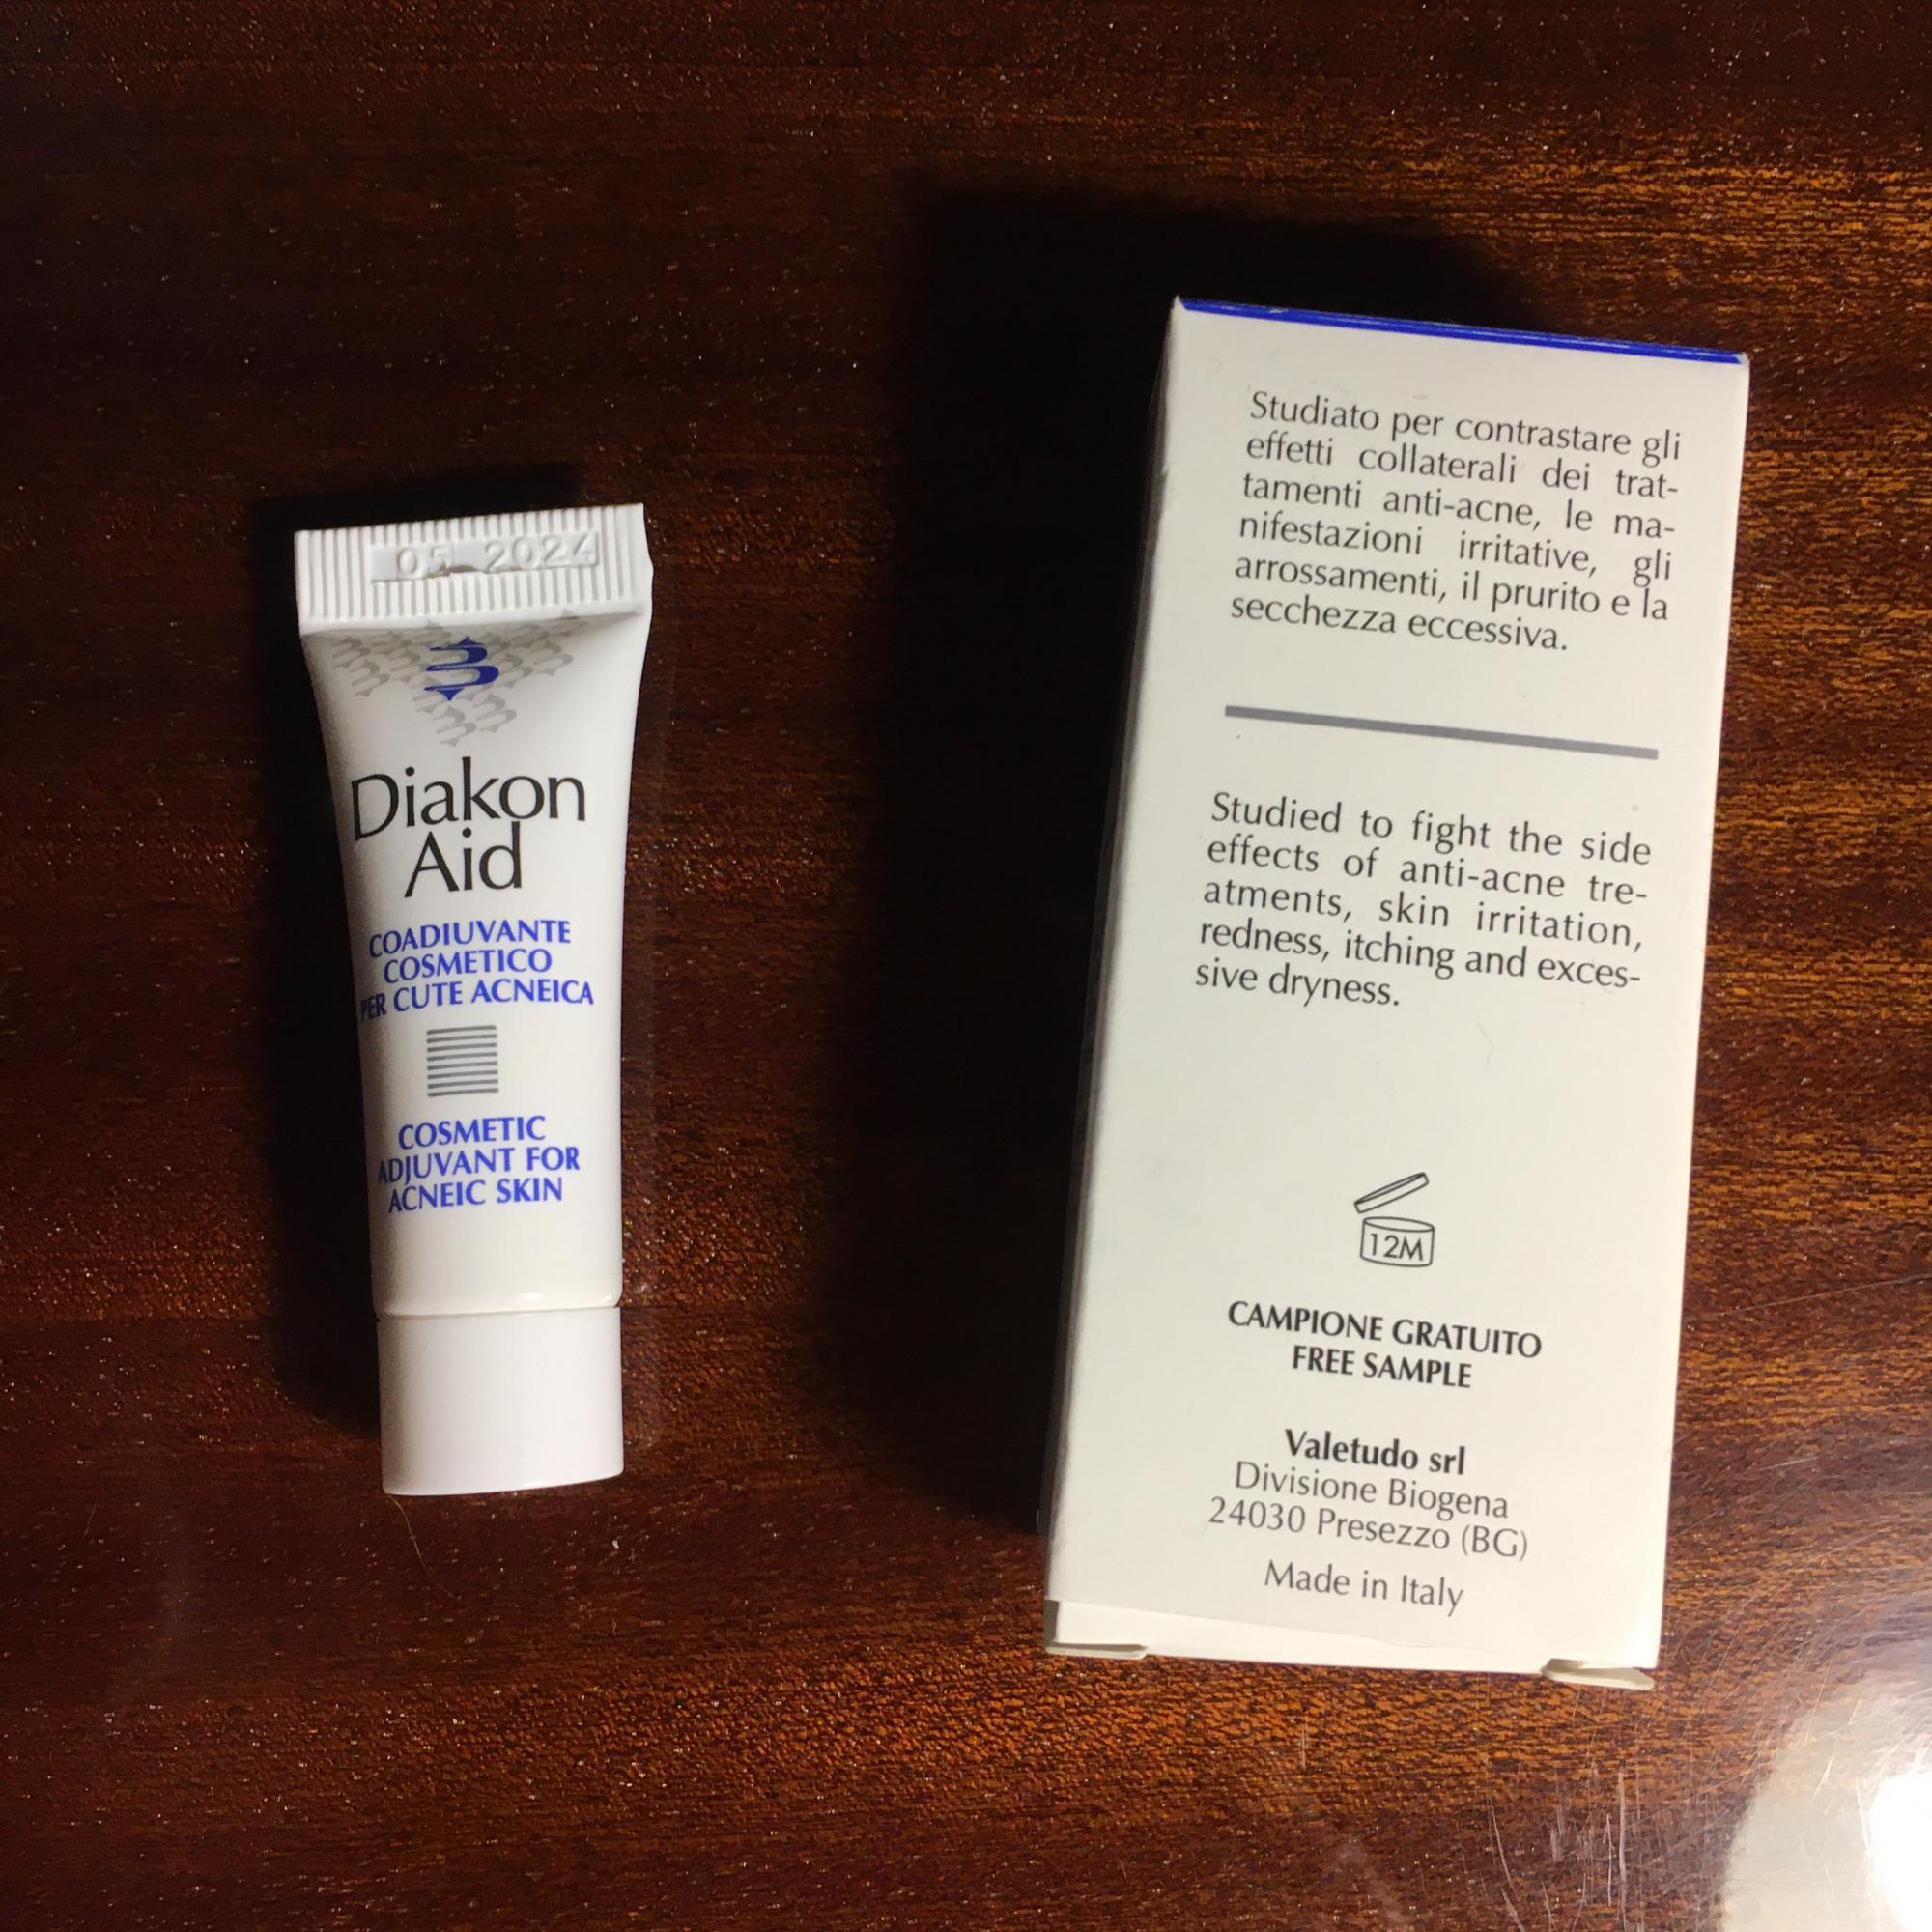 05 2024
Diakon
Aid
COADIUVANTE
COSMETICO
PER CUTE ACNEICA
COSMETIC
ADJUVANT FOR
ACNEIC SKIN
Studiato per contrastare gli
effetti collaterali dei trat-
tamenti anti-acne, le ma-
nifestazioni irritative, gli
arrossamenti, il prurito e la
secchezza eccessiva.
Studied to fight the side
effects of anti-acne tre-
atments, skin irritation,
redness, itching and exces-
sive dryness.
12M
CAMPIONE GRATUITO
FREE SAMPLE
Valetudo srl
Divisione Biogena
24030 Presezzo (BG)
Made in Italy